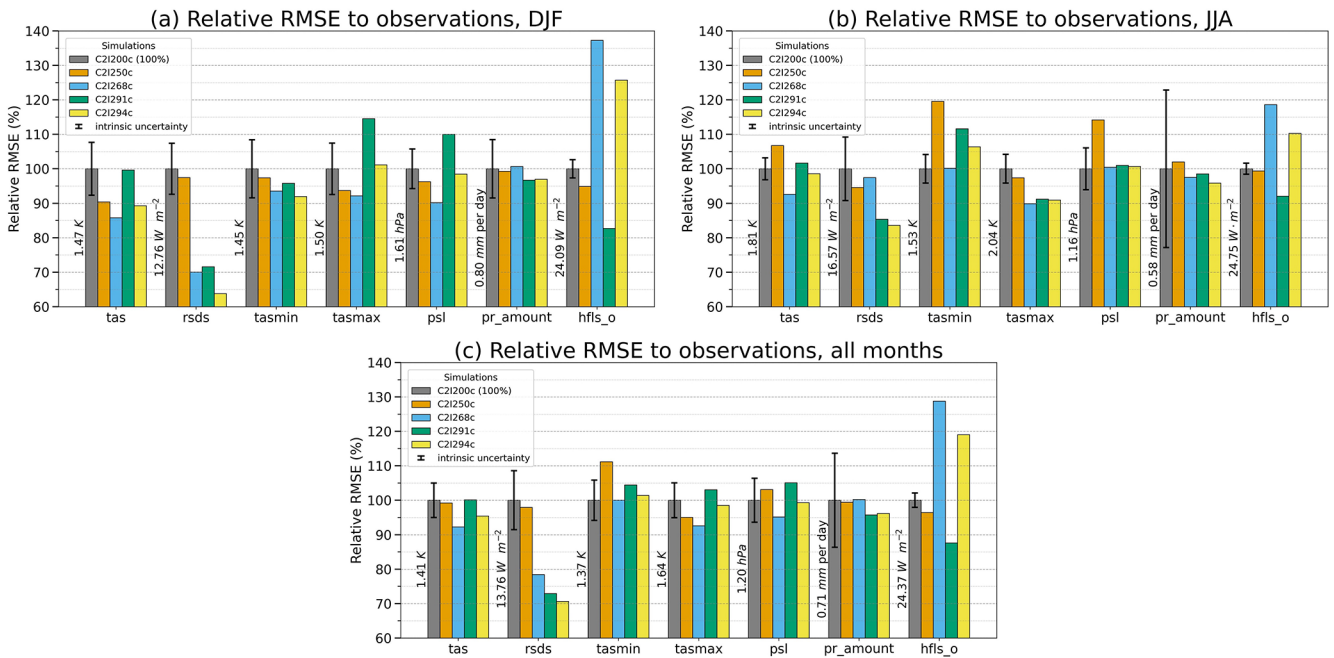 (a) Relative RMSE to observations, DJF
Relative RMSE (%)
140
130
120
110
100
90
80
70
60
Simulations
C2I200c (100%)
C2I250c
C2I268c
C2I291c
C2I294c
intrinsic uncertainty
1.47 K
12.76 W m⁻²
1.45 K
1.50 K
1.61 hPa
0.80 mm per day
24.09 W m⁻²
tas rsds tasmin tasmax psl pr_amount hfls_o
(b) Relative RMSE to observations, JJA
Relative RMSE (%)
140
130
120
110
100
90
80
70
60
Simulations
C2I200c (100%)
C2I250c
C2I268c
C2I291c
C2I294c
intrinsic uncertainty
1.81 K
16.57 W m⁻²
1.53 K
2.04 K
1.16 hPa
0.58 mm per day
24.75 W · m⁻²
tas rsds tasmin tasmax psl pr_amount hfls_o
(c) Relative RMSE to observations, all months
Relative RMSE (%)
140
130
120
110
100
90
80
70
60
Simulations
C2I200c (100%)
C2I250c
C2I268c
C2I291c
C2I294c
intrinsic uncertainty
1.41 K
13.76 W m⁻²
1.37 K
1.64 K
1.20 hPa
0.71 mm per day
24.37 W m⁻²
tas rsds tasmin tasmax psl pr_amount hfls_o